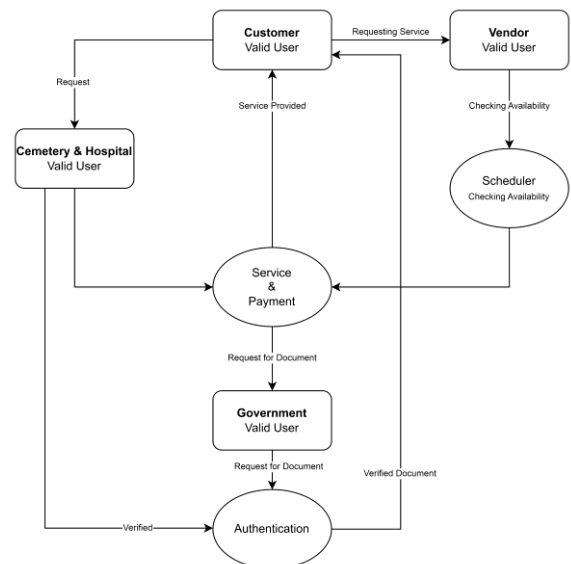 Customer
Valid User
Requesting Service
Vendor
Valid User
Request
Service Provided
Checking Availability
Cemetery & Hospital
Valid User
Scheduler
Checking Availability
Service
&
Payment
Request for Document
Government
Valid User
Request for Document
Verified Document
Verified
Authentication